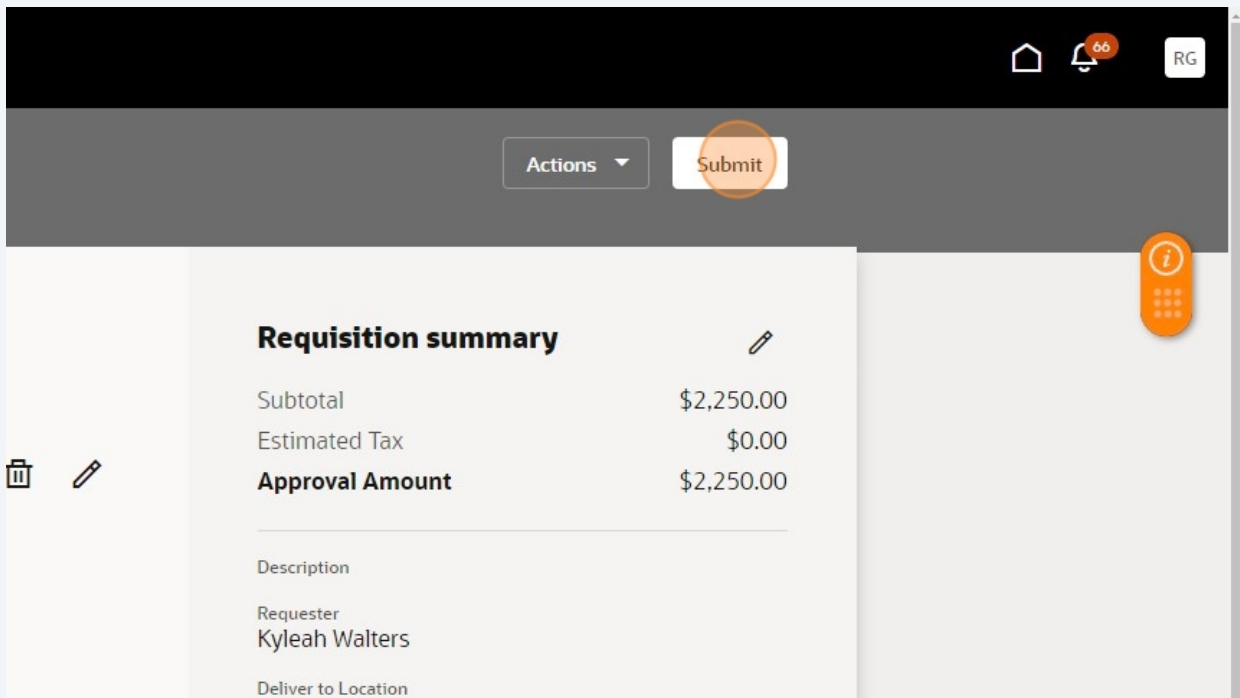 66
RG
Actions
Submit
i
Requisition summary
Subtotal $2,250.00
Estimated Tax $0.00
Approval Amount $2,250.00
Description
Requester
Kyleah Walters
Deliver to Location